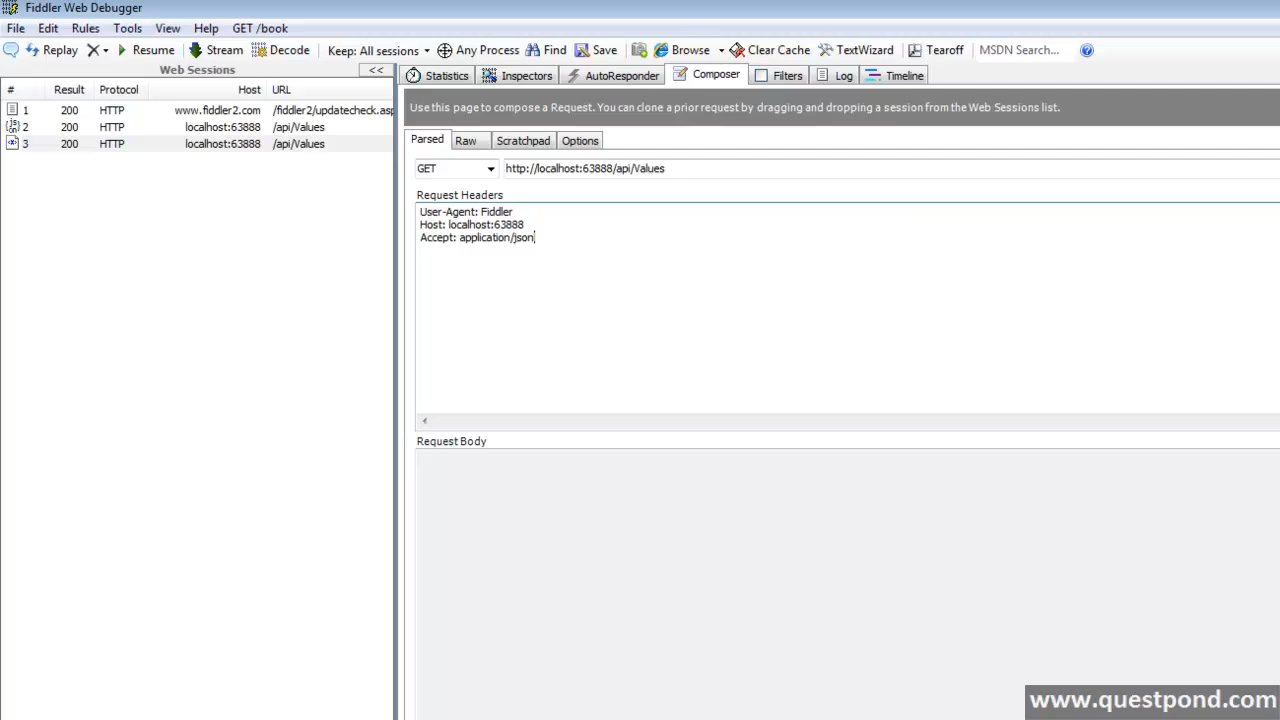 Fiddler Web Debugger
File Edit Rules Tools View Help GET /book
Replay Resume Stream Decode Keep: All sessions Any Process Find Save Browse Clear Cache TextWizard Tearoff MSDN Search...
Web Sessions <<
# Result Protocol Host URL
1 200 HTTP www.fiddler2.com /fiddler2/updatecheck.asp
2 200 HTTP localhost:63888 /api/Values
3 200 HTTP localhost:63888 /api/Values
Statistics Inspectors AutoResponder Composer Filters Log Timeline
Use this page to compose a Request. You can clone a prior request by dragging and dropping a session from the Web Sessions list.
Parsed Raw Scratchpad Options
GET http://localhost:63888/api/Values
Request Headers
User-Agent: Fiddler
Host: localhost:63888
Accept: application/json
Request Body
www.questpond.com